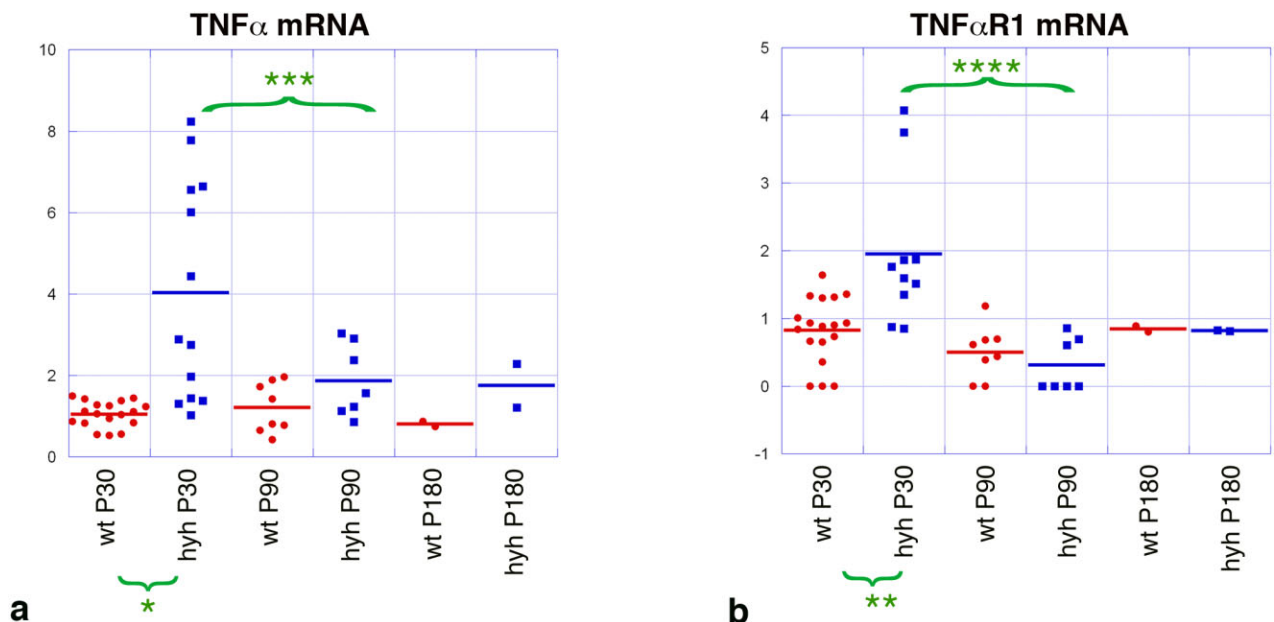 TNFα mRNA
10
8
6
4
2
0
***
wt P30
hyh P30
wt P90
hyh P90
wt P180
hyh P180
*
a
TNFαR1 mRNA
5
4
3
2
1
0
-1
****
wt P30
hyh P30
wt P90
hyh P90
wt P180
hyh P180
**
b